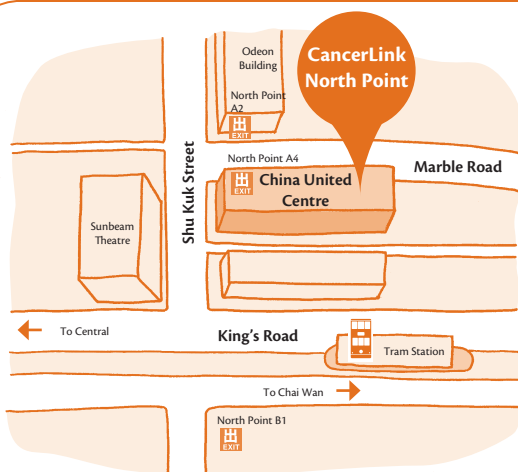 Odeon
Building
CancerLink
North Point
North Point
A2
出
EXIT
North Point A4
Marble Road
出
EXIT
China United
Centre
Shu Kuk Street
Sunbeam
Theatre
To Central
King's Road
Tram Station
To Chai Wan
North Point B1
出
EXIT